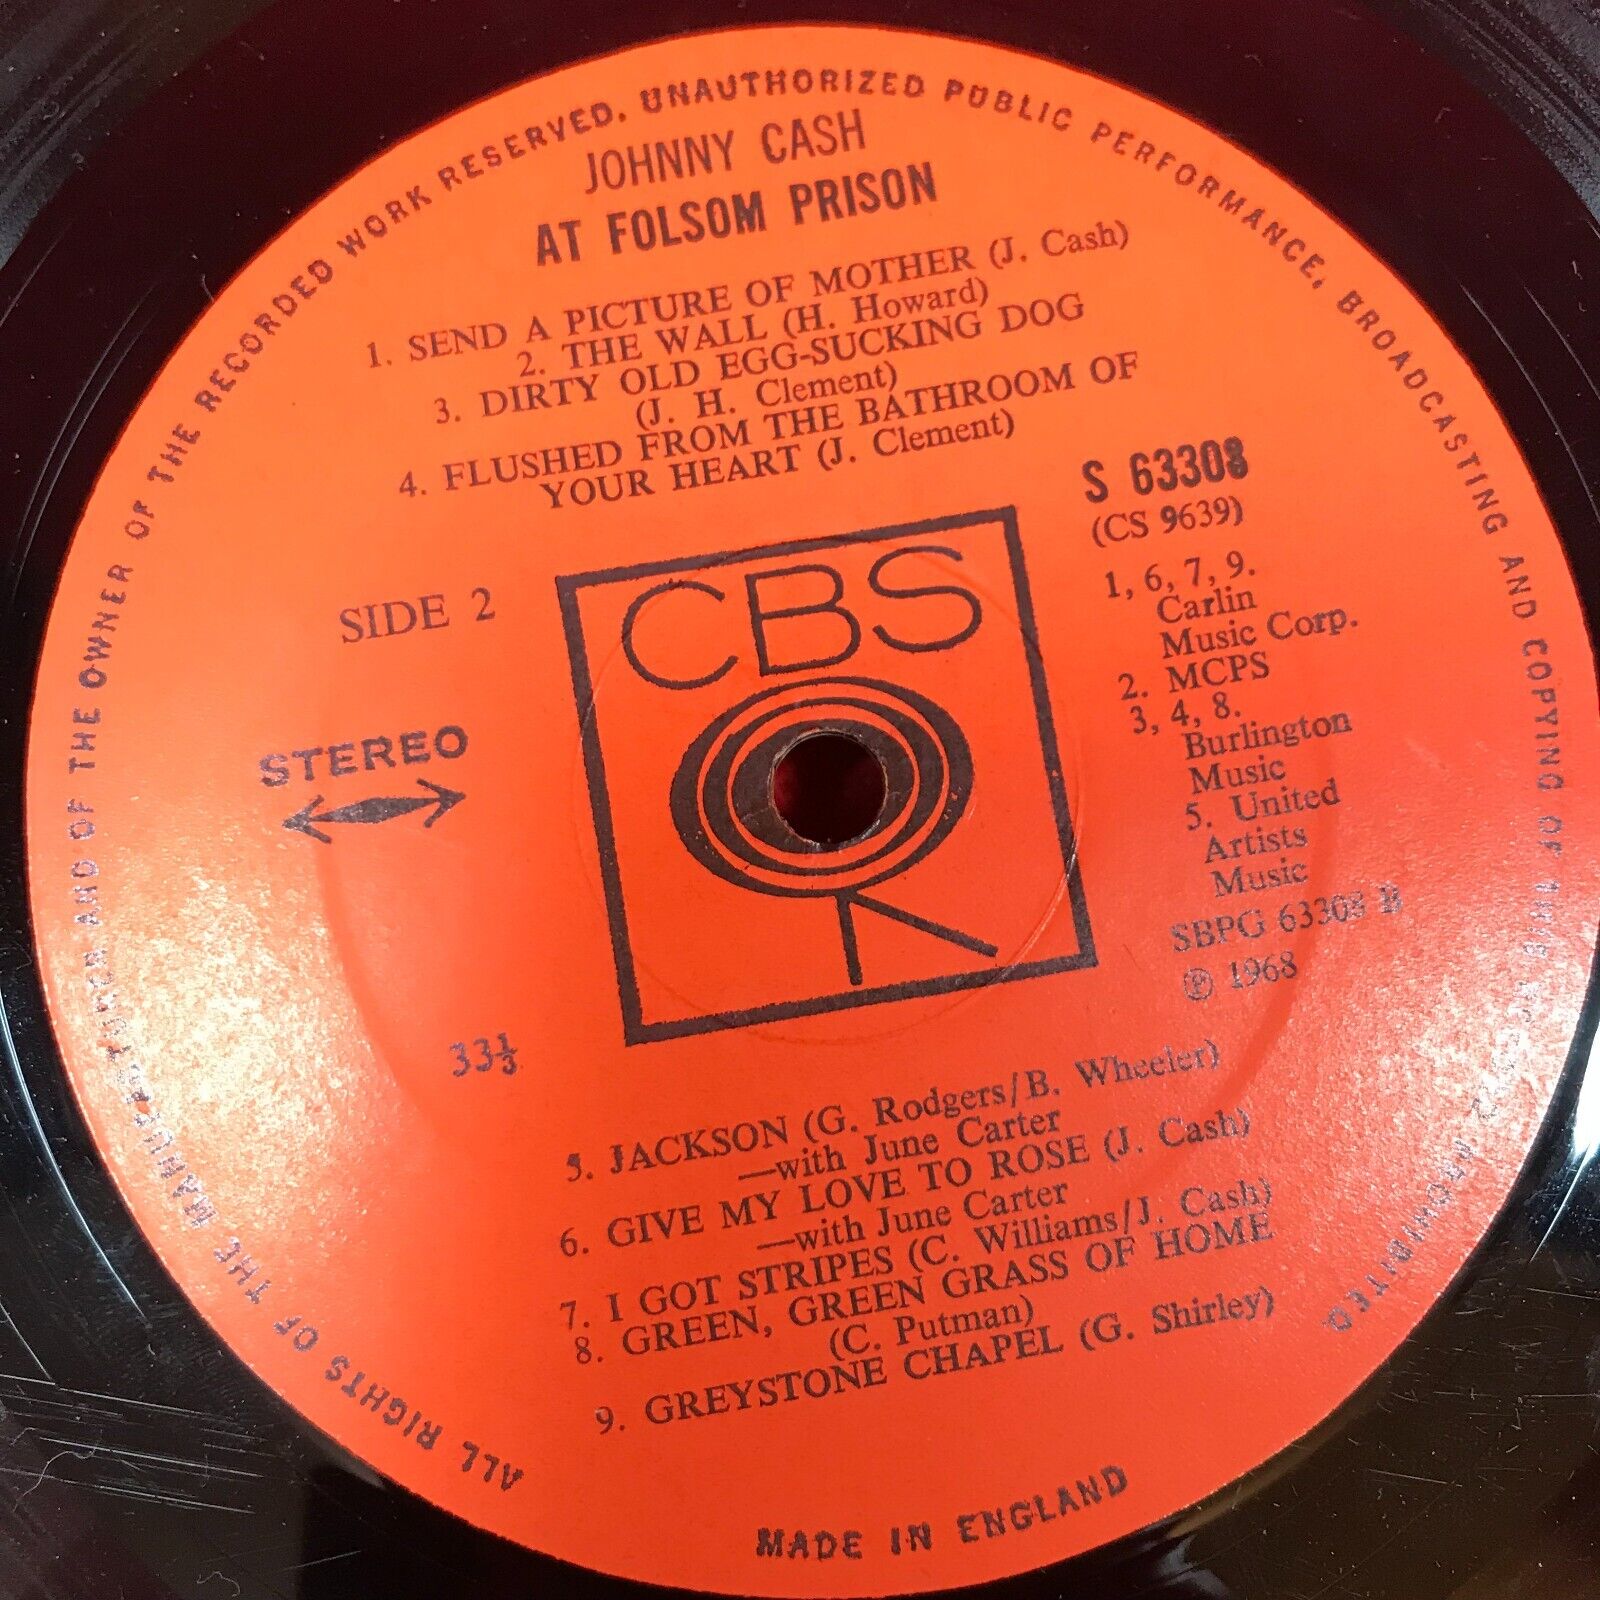 ALL RIGHTS OF THE MANUFACTURER AND OF THE OWNER OF THE RECORDED WORK RESERVED. UNAUTHORIZED PUBLIC PERFORMANCE, BROADCASTING AND COPYING OF THIS RECORD PROHIBITED.
JOHNNY CASH
AT FOLSOM PRISON
1. SEND A PICTURE OF MOTHER (J. Cash)
2. THE WALL (H. Howard)
3. DIRTY OLD EGG-SUCKING DOG
(J. H. Clement)
4. FLUSHED FROM THE BATHROOM OF
YOUR HEART (J. Clement)
SIDE 2
STEREO
33⅓
CBS
S 63308
(CS 9639)
1, 6, 7, 9.
Carlin
Music Corp.
2. MCPS
3, 4, 8.
Burlington
Music
5. United
Artists
Music
SBPG 63308 B
℗ 1968
5. JACKSON (G. Rodgers/B. Wheeler)
—with June Carter
6. GIVE MY LOVE TO ROSE (J. Cash)
—with June Carter
7. I GOT STRIPES (C. Williams/J. Cash)
8. GREEN, GREEN GRASS OF HOME
(C. Putman)
9. GREYSTONE CHAPEL (G. Shirley)
MADE IN ENGLAND